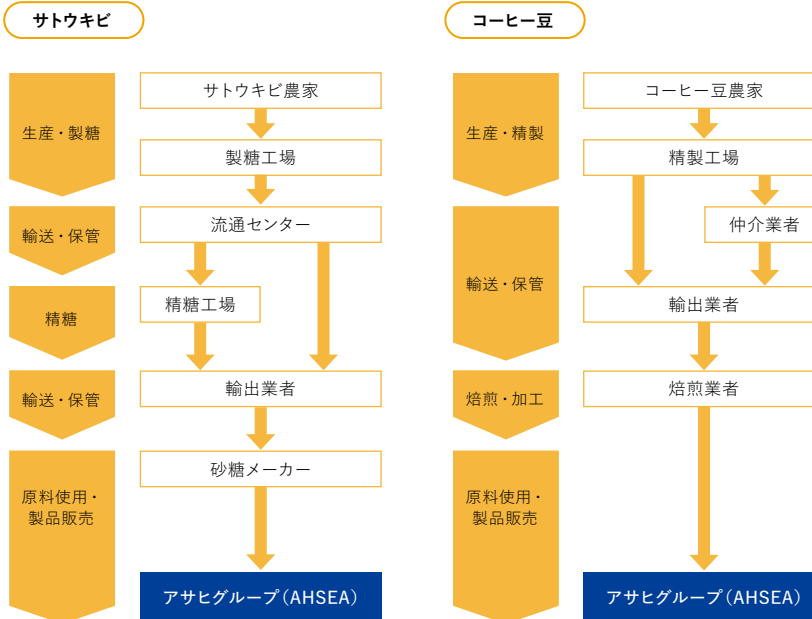 サトウキビ
生産・製糖
サトウキビ農家
製糖工場
輸送・保管
流通センター
精糖
精糖工場
輸送・保管
輸出業者
原料使用・
製品販売
砂糖メーカー
アサヒグループ（AHSEA）
コーヒー豆
生産・精製
コーヒー豆農家
精製工場
輸送・保管
仲介業者
輸出業者
焙煎・加工
焙煎業者
原料使用・
製品販売
アサヒグループ（AHSEA）